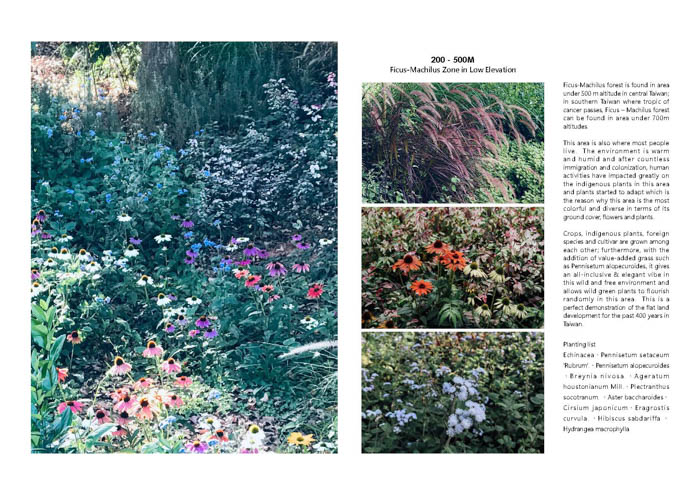 200 - 500M
Ficus-Machilus Zone in Low Elevation
Ficus-Machilus forest is found in area
under 500 m altitude in central Taiwan;
in southern Taiwan where tropic of
cancer passes, Ficus – Machilus forest
can be found in area under 700m
altitudes.
This area is also where most people
live. The environment is warm
and humid and after countless
immigration and colonization, human
activities have impacted greatly on
the indigenous plants in this area
and plants started to adapt which is
the reason why this area is the most
colorful and diverse in terms of its
ground cover, flowers and plants.
Crops, indigenous plants, foreign
species and cultivar are grown among
each other; furthermore, with the
addition of value-added grass such
as Pennisetum alopecuroides, it gives
an all-inclusive & elegant vibe in
this wild and free environment and
allows wild green plants to flourish
randomly in this area. This is a
perfect demonstration of the flat land
development for the past 400 years in
Taiwan.
Planting list
Echinacea · Pennisetum setaceum
'Rubrum' · Pennisetum alopecuroides
· Breynia nivosa · Ageratum
houstonianum Mill. · Plectranthus
socotranum · Aster baccharoides ·
Cirsium japonicum · Eragrostis
curvula · Hibiscus sabdariffa ·
Hydrangea macrophylla